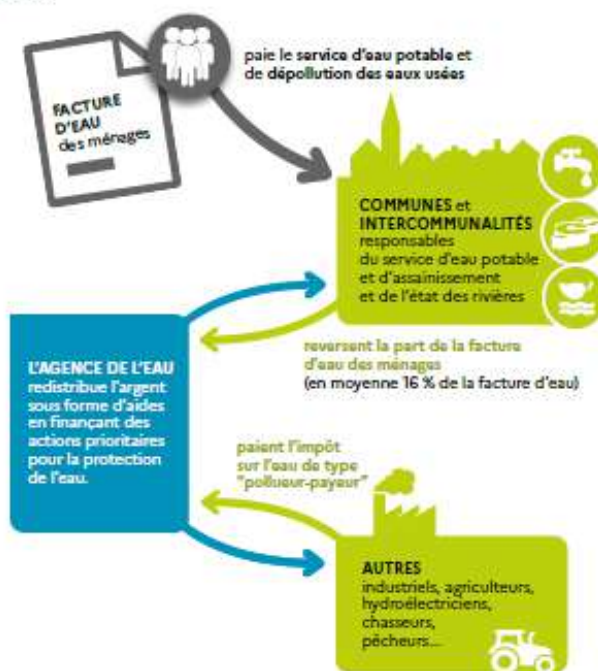 FACTURE
D'EAU
des ménages
paie le service d'eau potable et
de dépollution des eaux usées
COMMUNES et
INTERCOMMUNALITÉS
responsables
du service d'eau potable
et d'assainissement
et de l'état des rivières
reversent la part de la facture
d'eau des ménages
(en moyenne 16 % de la facture d'eau)
L'AGENCE DE L'EAU
redistribue l'argent
sous forme d'aides
en finançant des
actions prioritaires
pour la protection
de l'eau.
paient l'impôt
sur l'eau de type
"pollueur-payeur"
AUTRES
industriels, agriculteurs,
hydroélectriciens,
chasseurs,
pêcheurs...